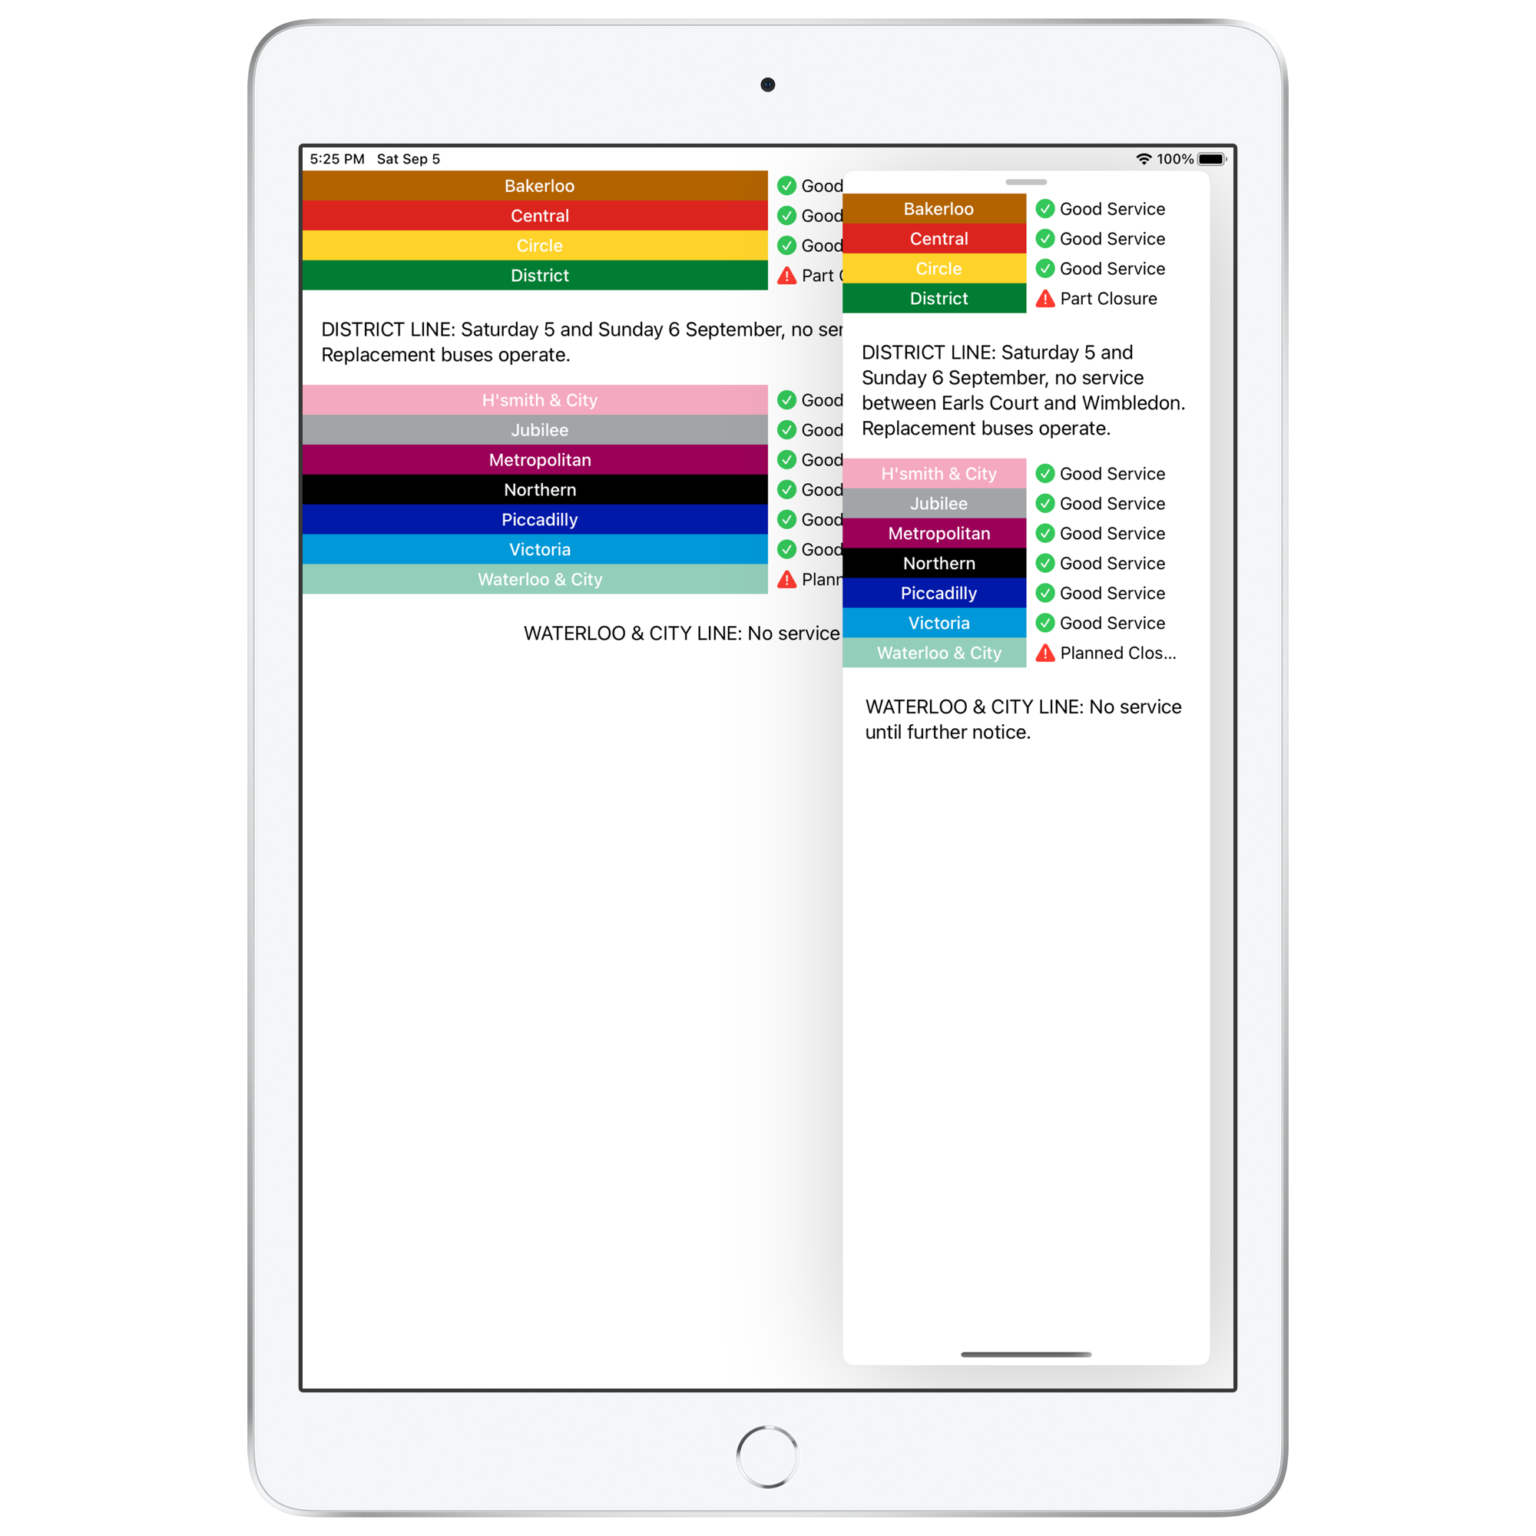 5:25 PM Sat Sep 5
100%
Bakerloo Good
Central Good
Circle Good
District Part
DISTRICT LINE: Saturday 5 and Sunday 6 September, no
Replacement buses operate.
H'smith & City Good
Jubilee Good
Metropolitan Good
Northern Good
Piccadilly Good
Victoria Good
Waterloo & City
WATERLOO & CITY LINE: No service
Bakerloo Good Service
Central Good Service
Circle Good Service
District Part Closure
DISTRICT LINE: Saturday 5 and
Sunday 6 September, no service
between Earls Court and Wimbledon.
Replacement buses operate.
H'smith & City Good Service
Jubilee Good Service
Metropolitan Good Service
Northern Good Service
Piccadilly Good Service
Victoria Good Service
Waterloo & City Planned Clos...
WATERLOO & CITY LINE: No service
until further notice.